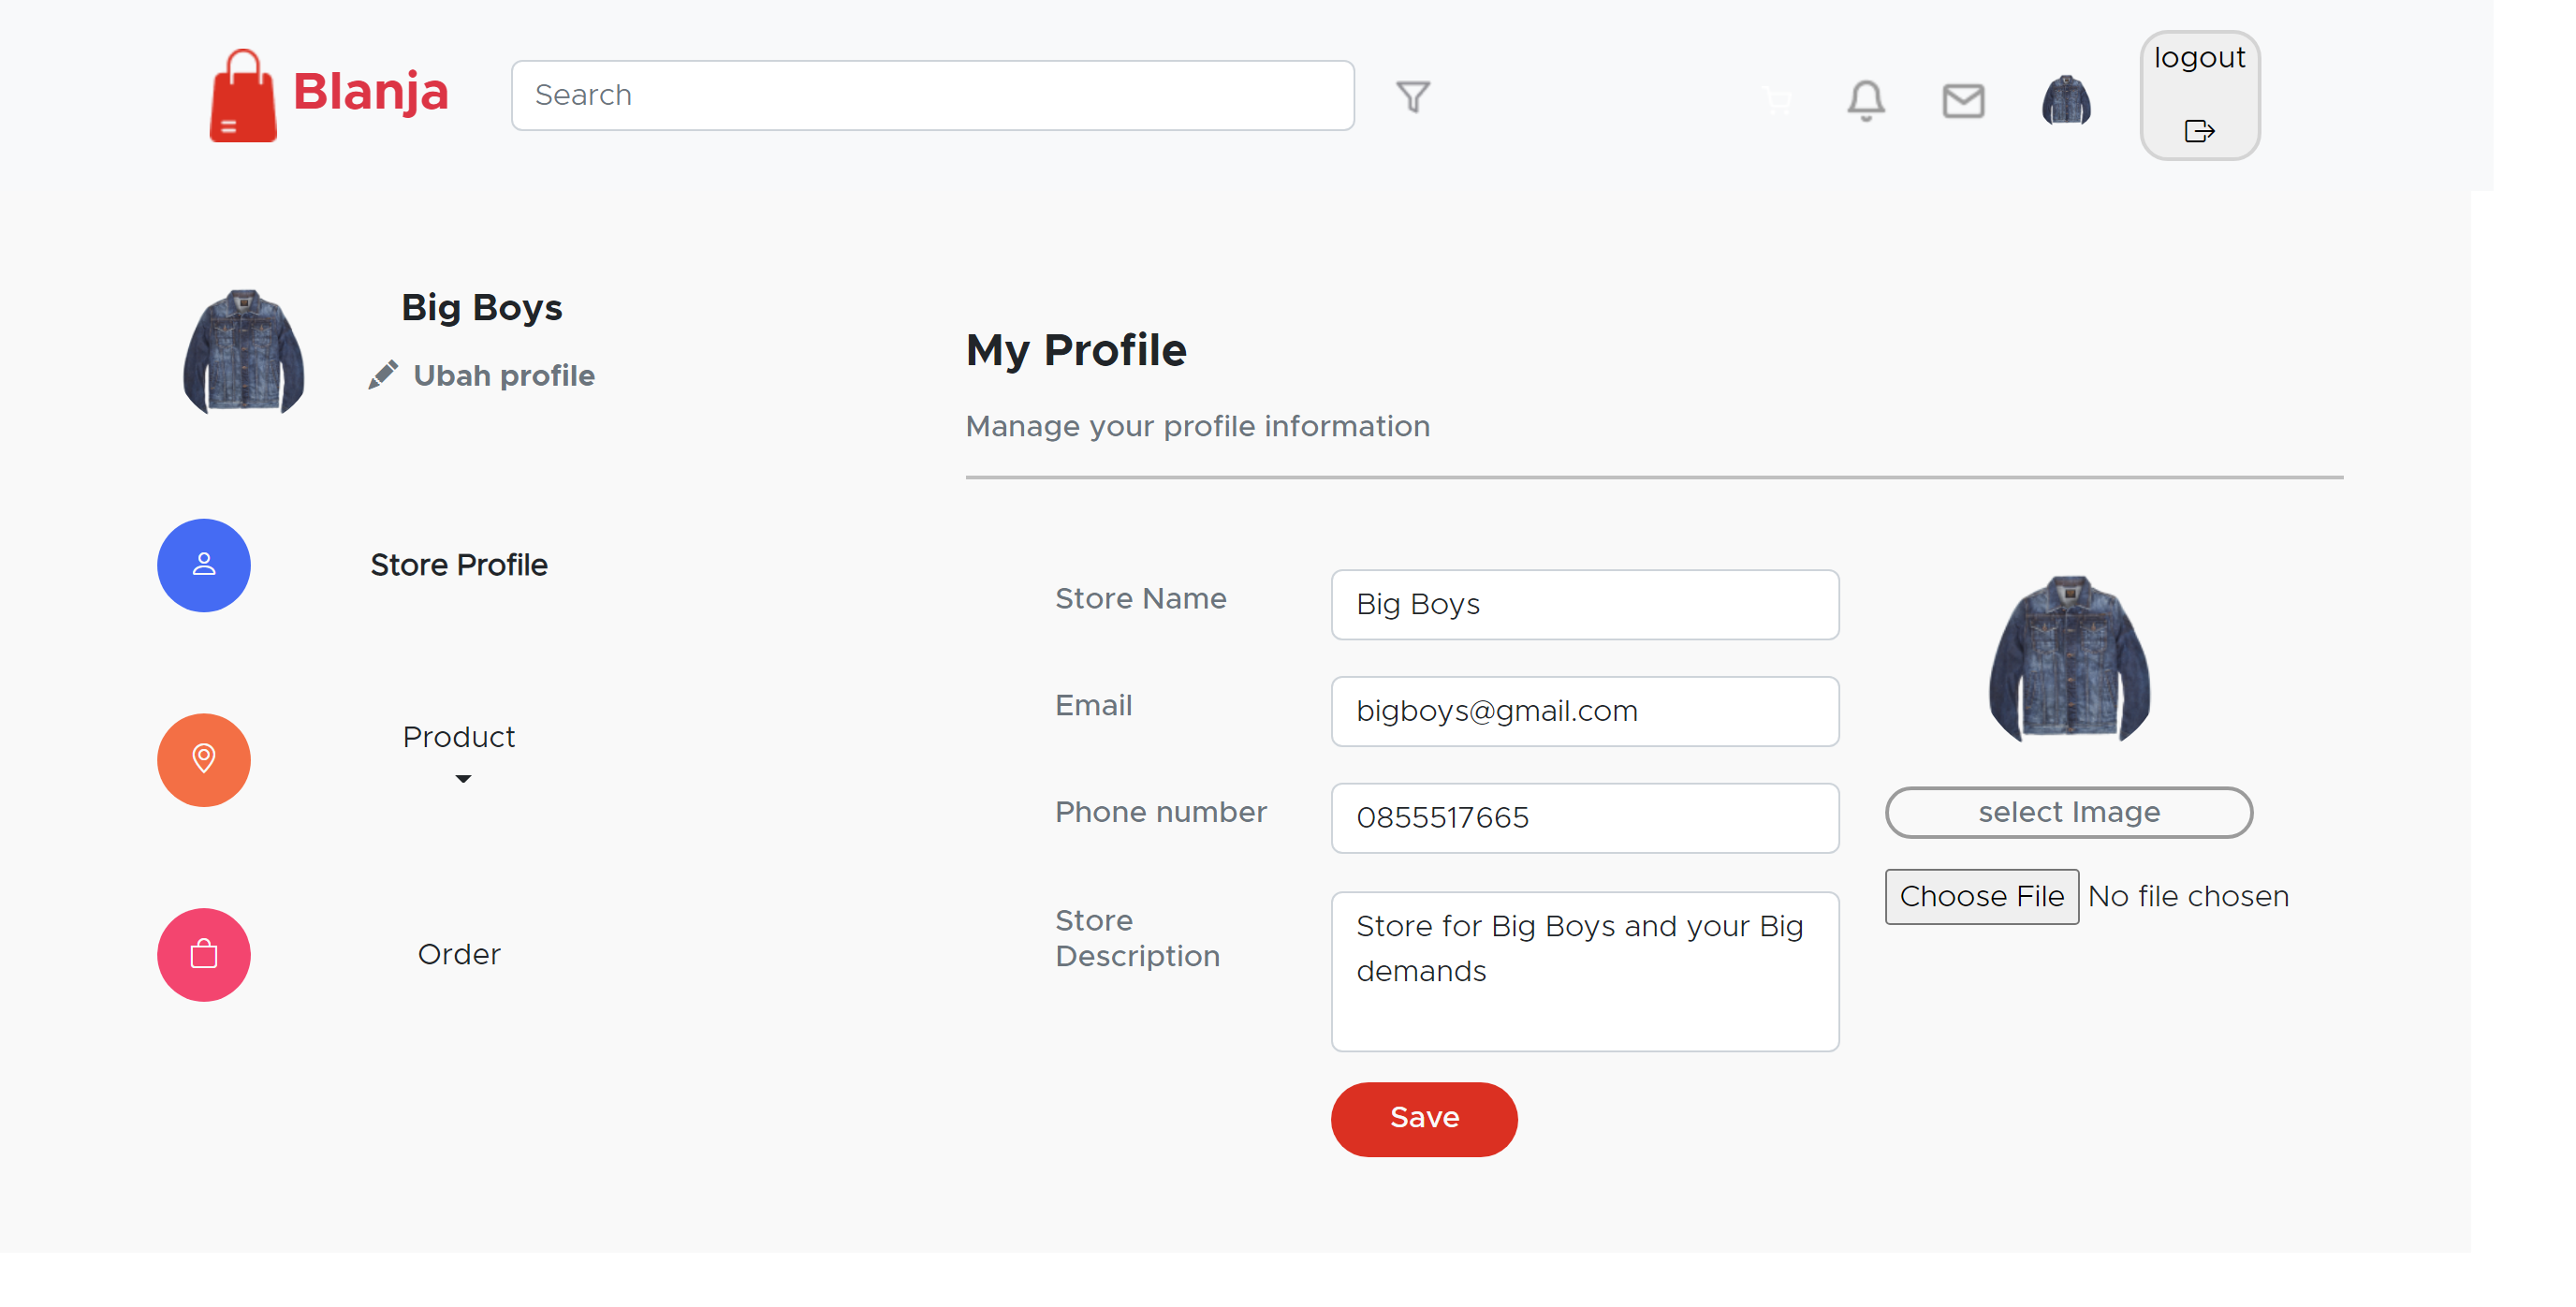 Blanja
Search
logout
Big Boys
Ubah profile
Store Profile
Product
Order
My Profile
Manage your profile information
Store Name
Big Boys
Email
bigboys@gmail.com
Phone number
0855517665
Store
Description
Store for Big Boys and your Big
demands
Save
select Image
Choose File No file chosen